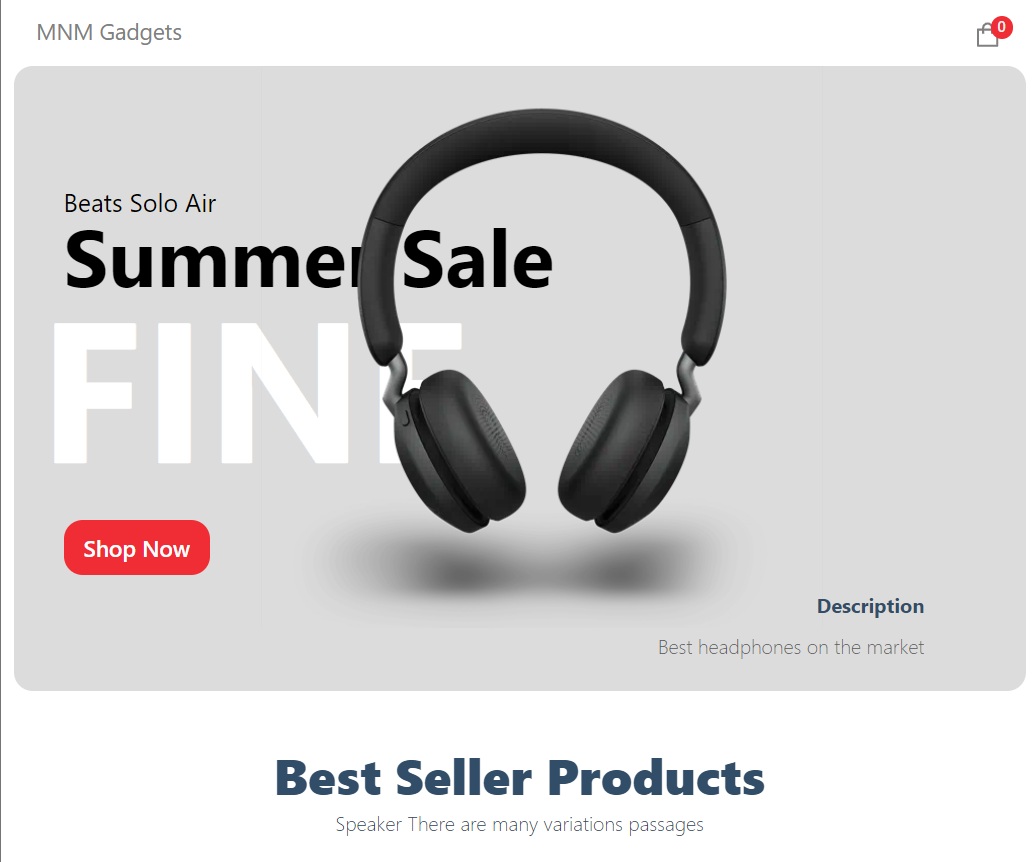 MNM Gadgets
0
Beats Solo Air
Summer Sale
FINE
Shop Now
Description
Best headphones on the market
Best Seller Products
Speaker There are many variations passages